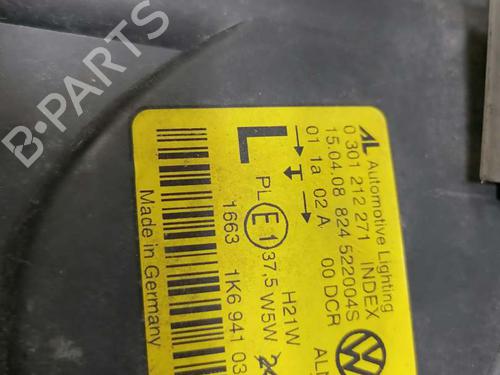 AL Automotive Lighting
0 301 212 271 INDEX
15.04.08 824 522004S
01 1a 02 A 00 DCR
L
PL E1 37,5 W5W
H21W
1663 1K6 941 03
Made in Germany
B-PARTS